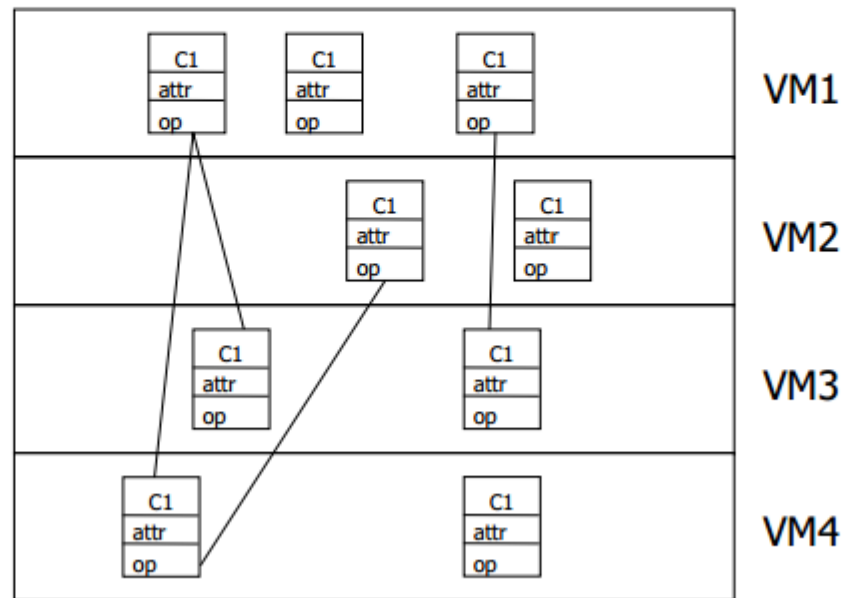 C1 C1 C1
attr attr attr
op op op
VM1
C1 C1
attr attr
op op
VM2
C1 C1
attr attr
op op
VM3
C1 C1
attr attr
op op
VM4